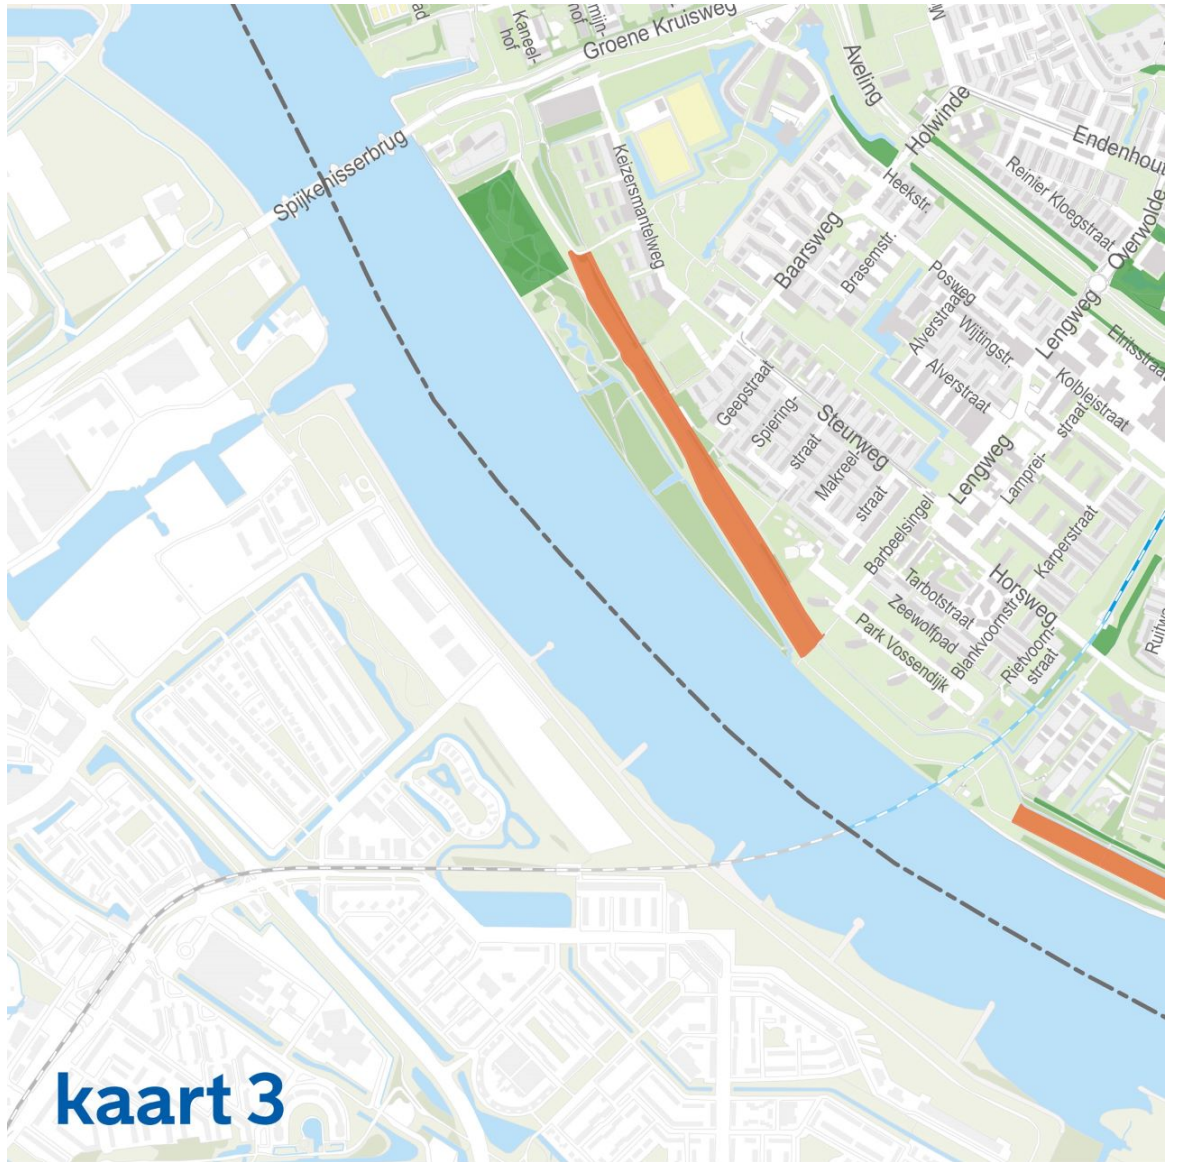 Kaneel-
hof
Groene Kruisweg
Aveling
Holwinde
Endenhout
Spijkenisserbrug
Keizersmantelweg
Reinier Kloegstraat
Heekstr.
Overwolde
Baarsweg
Brasemstr.
Posweg
Alverstraat
Wijtingstr.
Lengweg
Elritsstraat
Alverstraat
Kolbleistraat
Geepstraat
Spiering-
straat
Steurweg
Makreel-
straat
Lamprei-
straat
Lengweg
Barbeelsingel
Karperstraat
Horsweg
Tarbotstraat
Zeewolfpad
Blankvoornstr.
Rietvoorn-
straat
Park Vossendijk
kaart 3